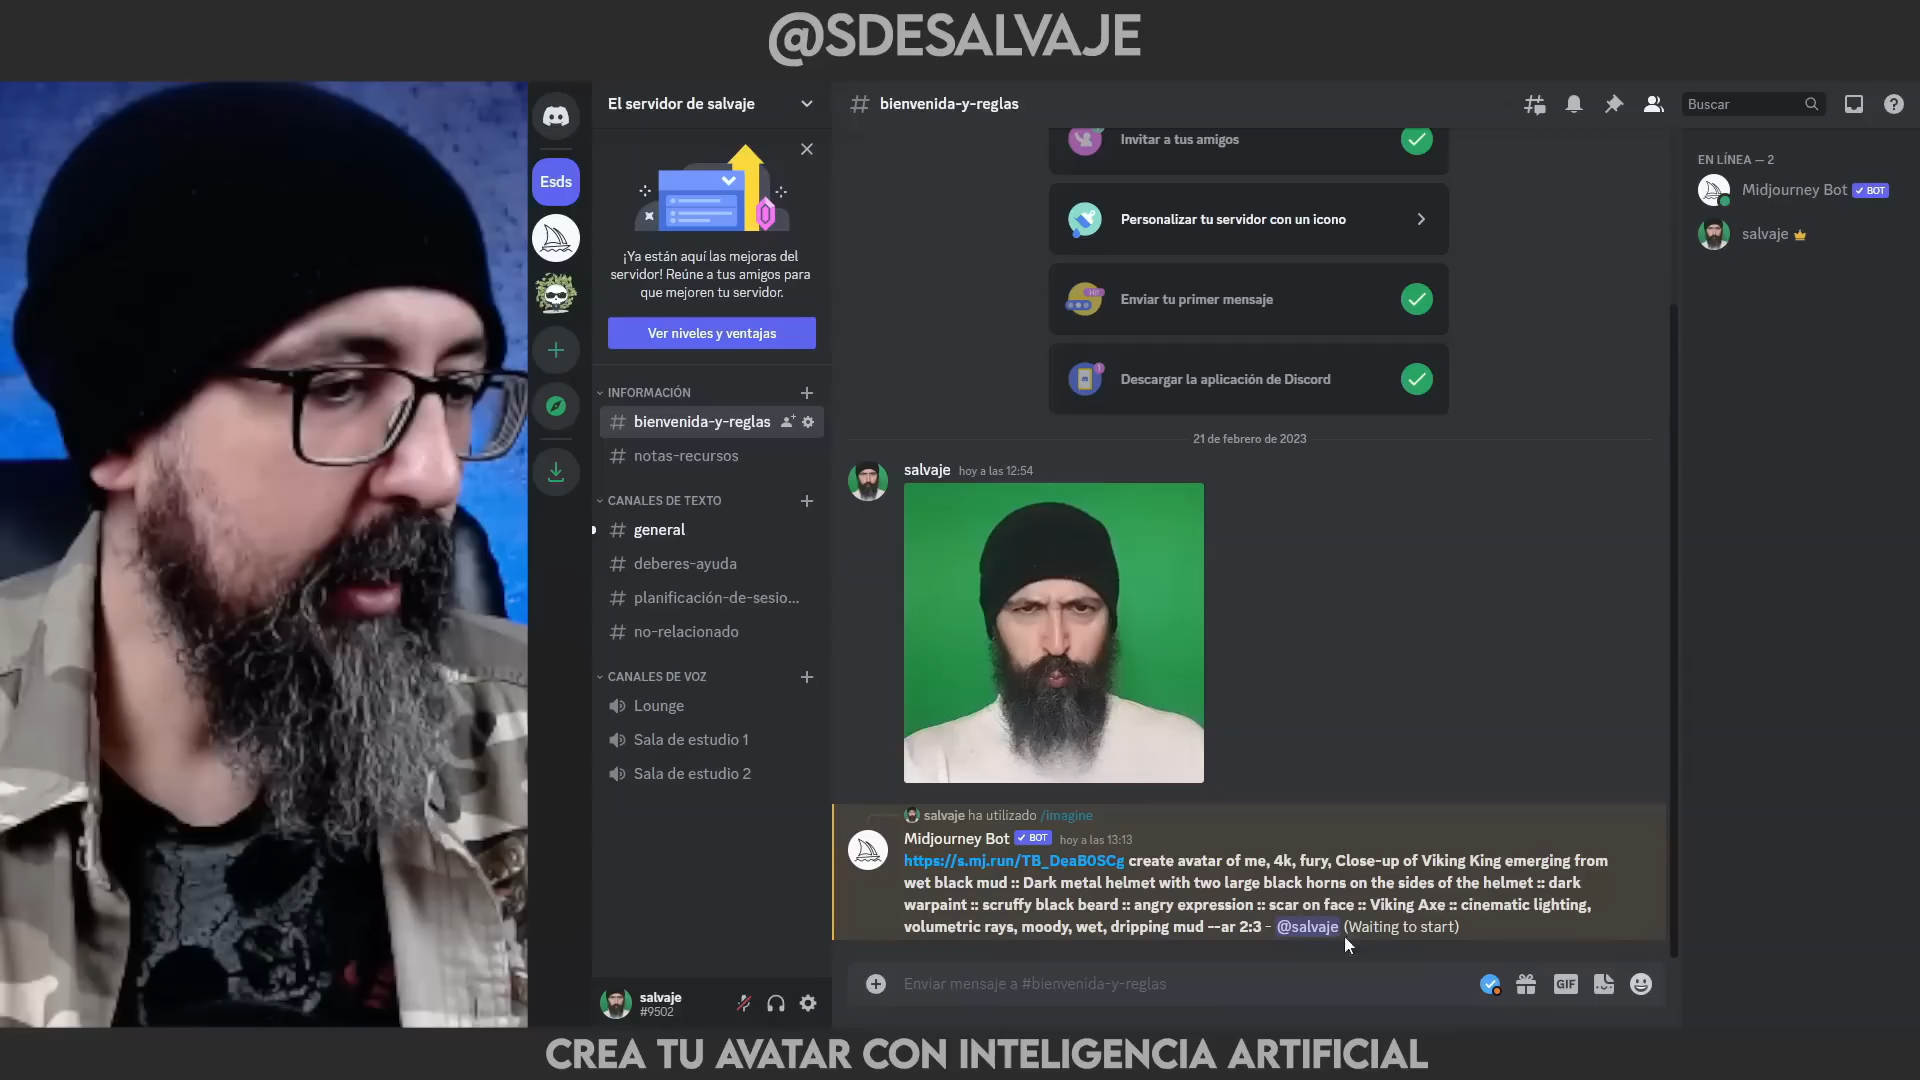 @SDESALVAJE
El servidor de salvaje
bienvenida-y-reglas
Buscar
Esds
¡Ya están aquí las mejoras del
servidor! Reúne a tus amigos para
que mejoren tu servidor.
Ver niveles y ventajas
INFORMACIÓN
# bienvenida-y-reglas
# notas-recursos
CANALES DE TEXTO
# general
# deberes-ayuda
# planificación-de-sesio...
# no-relacionado
CANALES DE VOZ
Lounge
Sala de estudio 1
Sala de estudio 2
salvaje
#9502
Invitar a tus amigos
Personalizar tu servidor con un icono
Enviar tu primer mensaje
Descargar la aplicación de Discord
21 de febrero de 2023
salvaje hoy a las 12:54
salvaje ha utilizado /imagine
Midjourney Bot BOT hoy a las 13:13
https://s.mj.run/TB_DeaB0SCg create avatar of me, 4k, fury, Close-up of Viking King emerging from
wet black mud :: Dark metal helmet with two large black horns on the sides of the helmet :: dark
warpaint :: scruffy black beard :: angry expression :: scar on face :: Viking Axe :: cinematic lighting,
volumetric rays, moody, wet, dripping mud --ar 2:3 - @salvaje (Waiting to start)
Enviar mensaje a #bienvenida-y-reglas
GIF
EN LÍNEA — 2
Midjourney Bot BOT
salvaje
CREA TU AVATAR CON INTELIGENCIA ARTIFICIAL